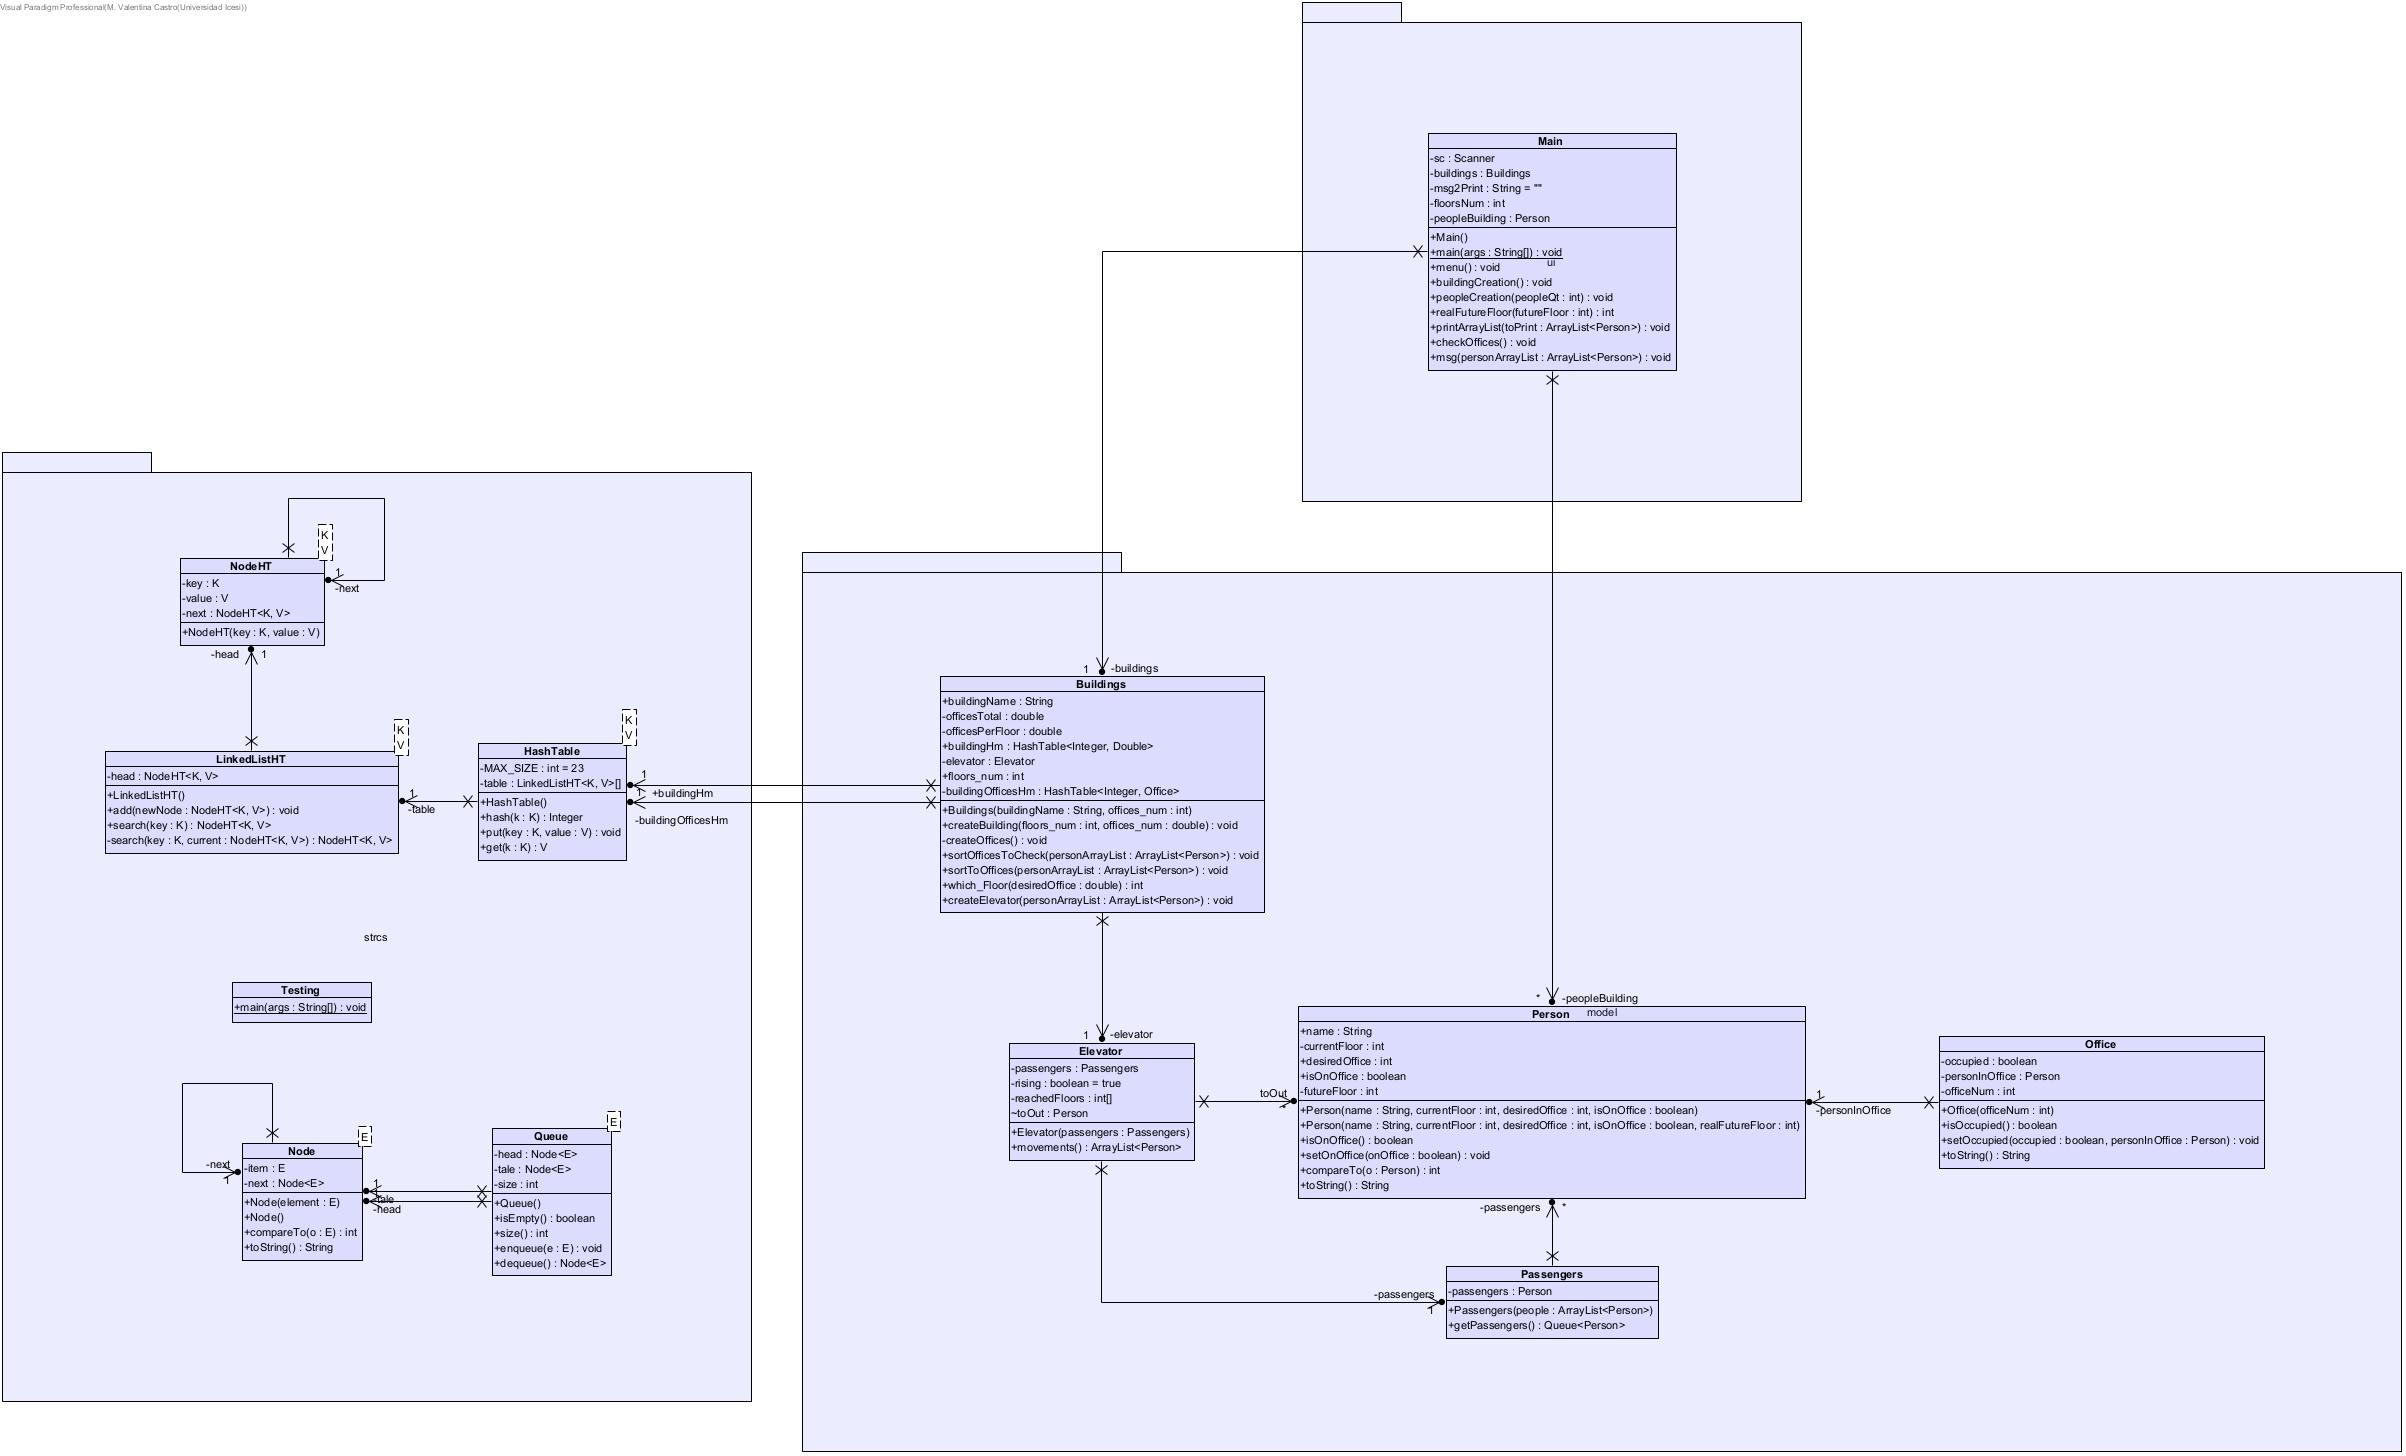 Visual Paradigm Professional(M. Valentina Castro(Universidad Icesi))
Main
-sc : Scanner
-buildings : Buildings
-msg2Print : String = ""
-floorsNum : int
-peopleBuilding : Person
+Main()
+main(args : String[]) : void
ui
+menu() : void
+buildingCreation() : void
+peopleCreation(peopleQt : int) : void
+realFutureFloor(futureFloor : int) : int
+printArrayList(toPrint : ArrayList<Person>) : void
+checkOffices() : void
+msg(personArrayList : ArrayList<Person>) : void
K
V
NodeHT
-key : K
-value : V
-next : NodeHT<K, V>
+NodeHT(key : K, value : V)
1
-next
-head
1
K
V
LinkedListHT
-head : NodeHT<K, V>
+LinkedListHT()
+add(newNode : NodeHT<K, V>) : void
+search(key : K) : NodeHT<K, V>
-search(key : K, current : NodeHT<K, V>) : NodeHT<K, V>
1
-table
K
V
HashTable
-MAX_SIZE : int = 23
-table : LinkedListHT<K, V>[]
+HashTable()
+hash(k : K) : Integer
+put(key : K, value : V) : void
+get(k : K) : V
1
+buildingHm
1
-buildingOfficesHm
strcs
Testing
+main(args : String[]) : void
E
Node
-item : E
-next : Node<E>
+Node(element : E)
+Node()
+compareTo(o : E) : int
+toString() : String
-next
1
1
-tale
-head
E
Queue
-head : Node<E>
-tale : Node<E>
-size : int
+Queue()
+isEmpty() : boolean
+size() : int
+enqueue(e : E) : void
+dequeue() : Node<E>
1
-buildings
Buildings
+buildingName : String
-officesTotal : double
-officesPerFloor : double
+buildingHm : HashTable<Integer, Double>
-elevator : Elevator
+floors_num : int
-buildingOfficesHm : HashTable<Integer, Office>
+Buildings(buildingName : String, offices_num : int)
+createBuilding(floors_num : int, offices_num : double) : void
-createOffices() : void
+sortOfficesToCheck(personArrayList : ArrayList<Person>) : void
+sortToOffices(personArrayList : ArrayList<Person>) : void
+which_Floor(desiredOffice : double) : int
+createElevator(personArrayList : ArrayList<Person>) : void
1
-elevator
Elevator
-passengers : Passengers
-rising : boolean = true
-reachedFloors : int[]
~toOut : Person
+Elevator(passengers : Passengers)
+movements() : ArrayList<Person>
toOut
*
*
-peopleBuilding
Person
model
+name : String
-currentFloor : int
+desiredOffice : int
+isOnOffice : boolean
-futureFloor : int
+Person(name : String, currentFloor : int, desiredOffice : int, isOnOffice : boolean)
+Person(name : String, currentFloor : int, desiredOffice : int, isOnOffice : boolean, realFutureFloor : int)
+isOnOffice() : boolean
+setOnOffice(onOffice : boolean) : void
+compareTo(o : Person) : int
+toString() : String
1
-personInOffice
Office
-occupied : boolean
-personInOffice : Person
-officeNum : int
+Office(officeNum : int)
+isOccupied() : boolean
+setOccupied(occupied : boolean, personInOffice : Person) : void
+toString() : String
-passengers
*
-passengers
1
Passengers
-passengers : Person
+Passengers(people : ArrayList<Person>)
+getPassengers() : Queue<Person>